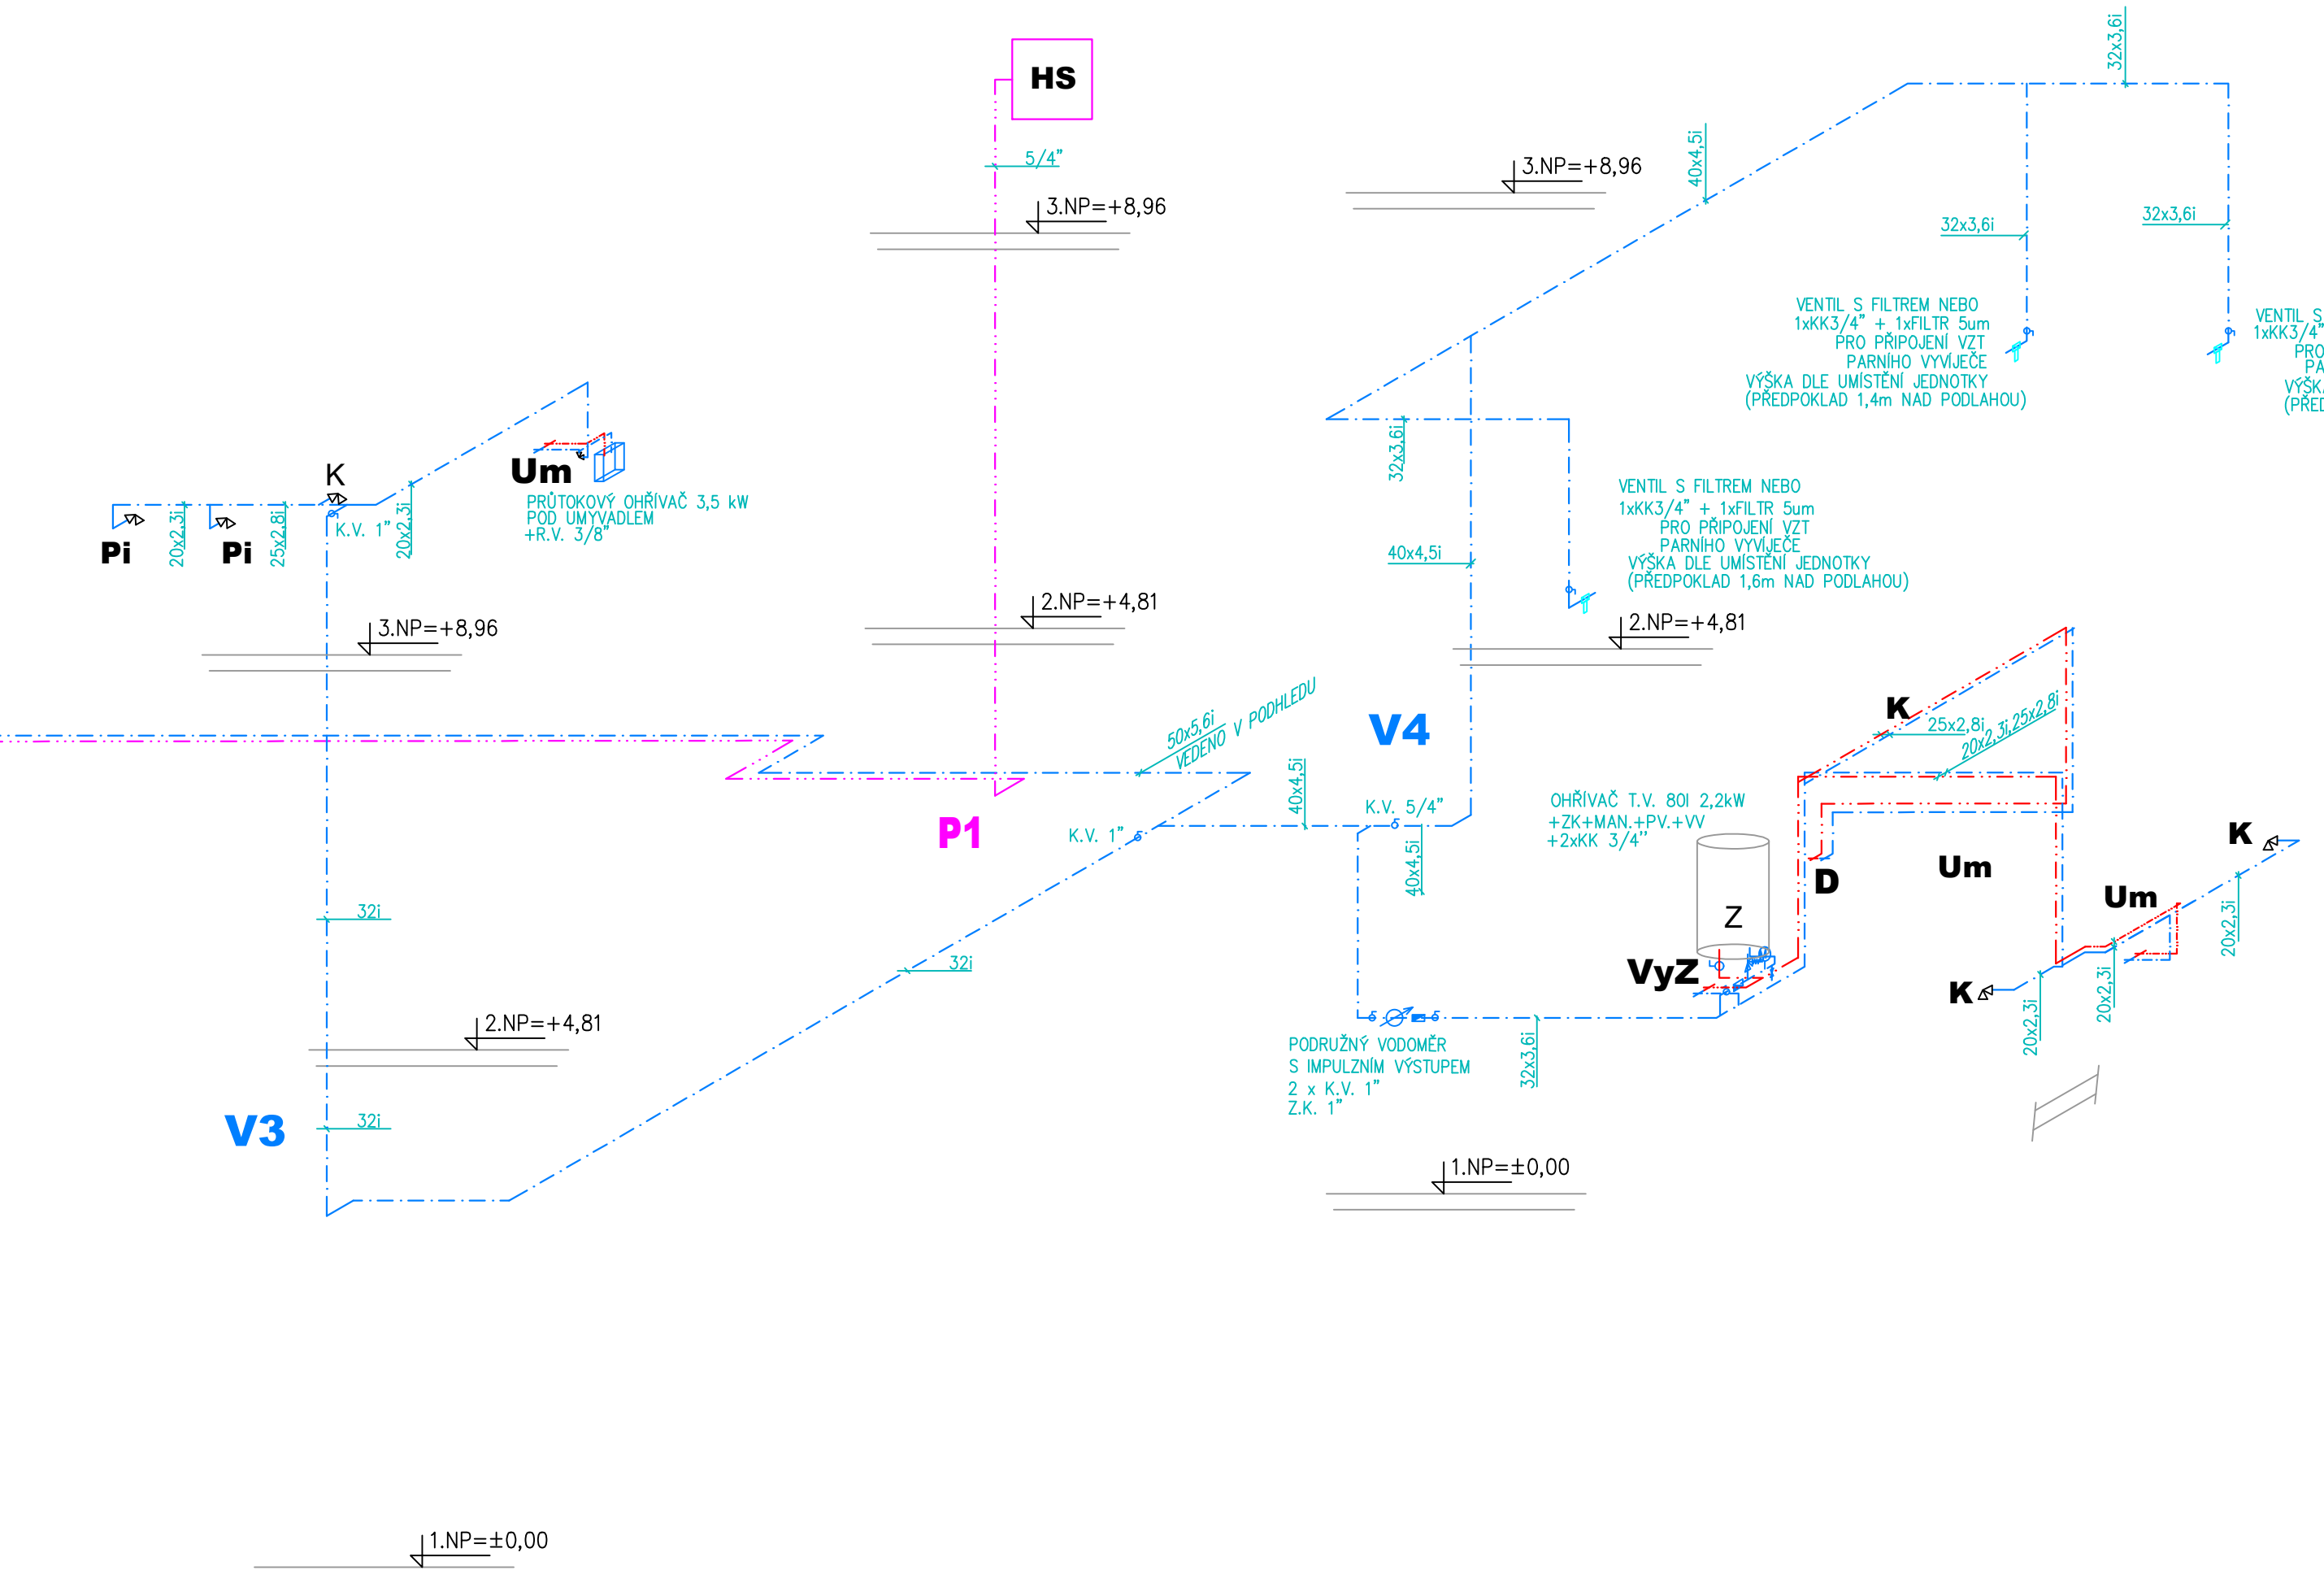 HS
5/4"
3.NP=+8,96
2.NP=+4,81
P1
K
Pi
Pi
20x2,3i
25x2,8i
K.V. 1"
20x2,3i
Um
PRŮTOKOVÝ OHŘÍVAČ 3,5 kW
POD UMYVADLEM
+R.V. 3/8"
3.NP=+8,96
32i
2.NP=+4,81
V3
32i
1.NP=±0,00
32i
K.V. 1"
50x5,6i
VEDENO V PODHLEDU
3.NP=+8,96
40x4,5i
32x3,6i
32x3,6i
32x3,6i
VENTIL S FILTREM NEBO
1xKK3/4" + 1xFILTR 5um
PRO PŘIPOJENÍ VZT
PARNÍHO VYVÍJEČE
VÝŠKA DLE UMÍSTĚNÍ JEDNOTKY
(PŘEDPOKLAD 1,4m NAD PODLAHOU)
VENTIL S
1xKK3/4"
PRO
PA
VÝŠKA
(PŘED
32x3,6i
40x4,5i
VENTIL S FILTREM NEBO
1xKK3/4" + 1xFILTR 5um
PRO PŘIPOJENÍ VZT
PARNÍHO VYVÍJEČE
VÝŠKA DLE UMÍSTĚNÍ JEDNOTKY
(PŘEDPOKLAD 1,6m NAD PODLAHOU)
2.NP=+4,81
V4
40x4,5i
K.V. 5/4"
40x4,5i
OHŘÍVAČ T.V. 80l 2,2kW
+ZK+MAN.+PV.+VV
+2xKK 3/4''
Z
VyZ
K
25x2,8i
20x2,3i,25x2,8i
D
Um
Um
K
K
20x2,3i
20x2,3i
20x2,3i
PODRUŽNÝ VODOMĚR
S IMPULZNÍM VÝSTUPEM
2 x K.V. 1"
Z.K. 1"
32x3,6i
1.NP=±0,00